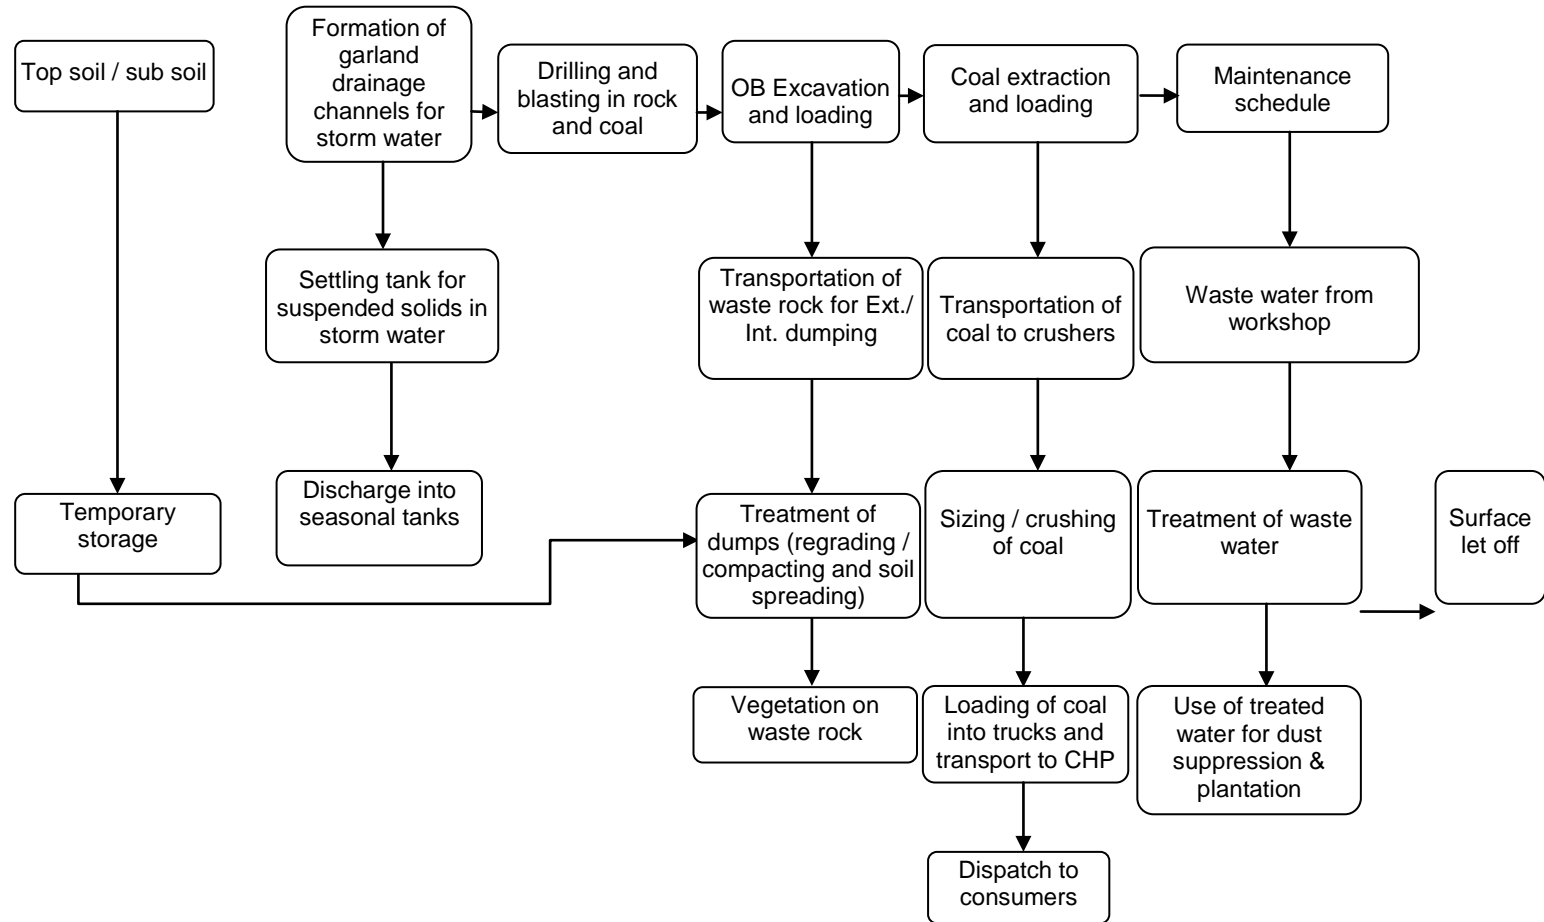 Top soil / sub soil
Formation of
garland
drainage
channels for
storm water
Drilling and
blasting in rock
and coal
OB Excavation
and loading
Coal extraction
and loading
Maintenance
schedule
Settling tank for
suspended solids in
storm water
Transportation of
waste rock for Ext./
Int. dumping
Transportation of
coal to crushers
Waste water from
workshop
Temporary
storage
Discharge into
seasonal tanks
Treatment of
dumps (regrading /
compacting and soil
spreading)
Sizing / crushing
of coal
Treatment of waste
water
Surface
let off
Vegetation on
waste rock
Loading of coal
into trucks and
transport to CHP
Use of treated
water for dust
suppression &
plantation
Dispatch to
consumers